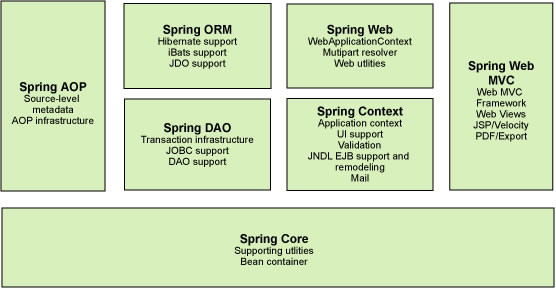 Spring AOP
Source-level
metadata
AOP infrastructure
Spring ORM
Hibernate support
iBats support
JDO support
Spring DAO
Transaction infrastructure
JOBC support
DAO support
Spring Web
WebApplicationContext
Mutipart resolver
Web utlities
Spring Context
Application context
UI support
Validation
JNDL EJB support and
remodeling
Mail
Spring Web
MVC
Web MVC
Framework
Web Views
JSP/Velocity
PDF/Export
Spring Core
Supporting utlities
Bean container